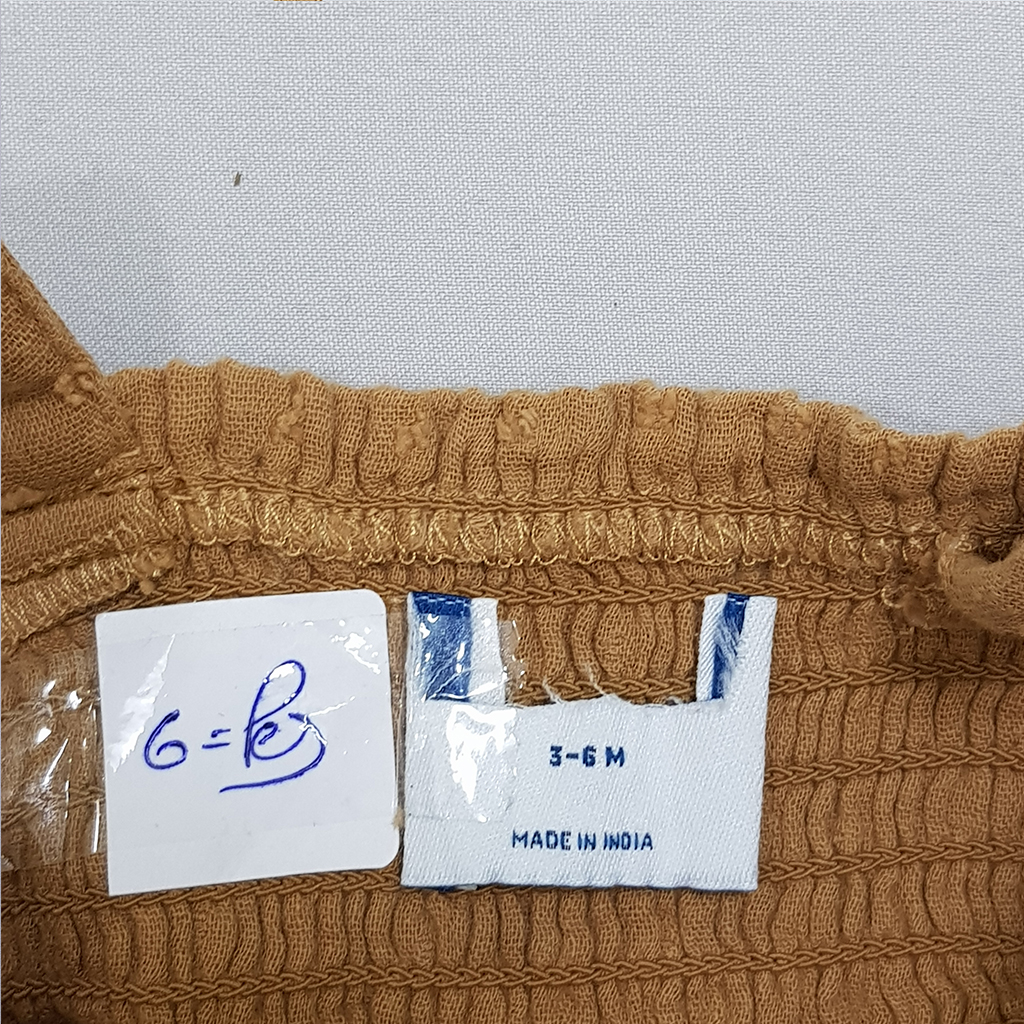 6 =
3-6 M
MADE IN INDIA